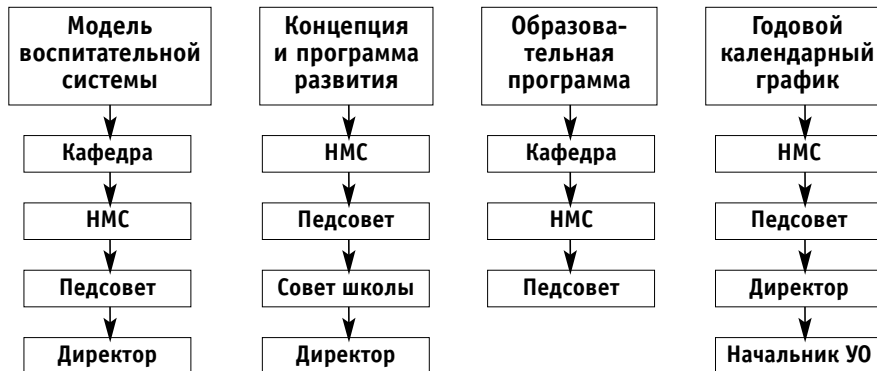 Модель
воспитательной
системы
Кафедра
НМС
Педсовет
Директор
Концепция
и программа
развития
НМС
Педсовет
Совет школы
Директор
Образова-
тельная
программа
Кафедра
НМС
Педсовет
Годовой
календарный
график
НМС
Педсовет
Директор
Начальник УО